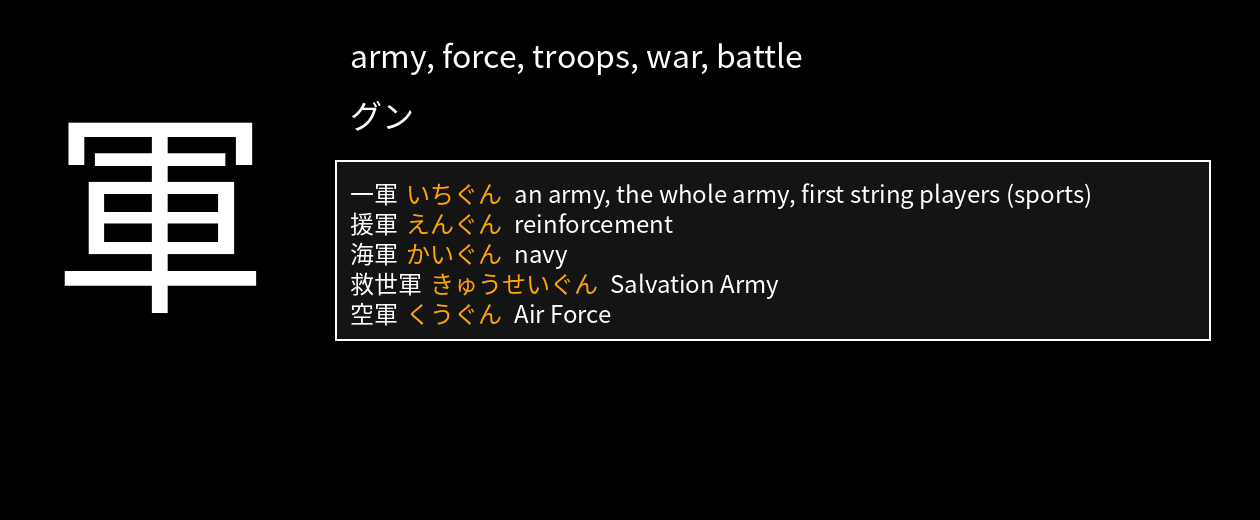 軍
army, force, troops, war, battle
グン
一軍 いちぐん an army, the whole army, first string players (sports)
援軍 えんぐん reinforcement
海軍 かいぐん navy
救世軍 きゅうせいぐん Salvation Army
空軍 くうぐん Air Force